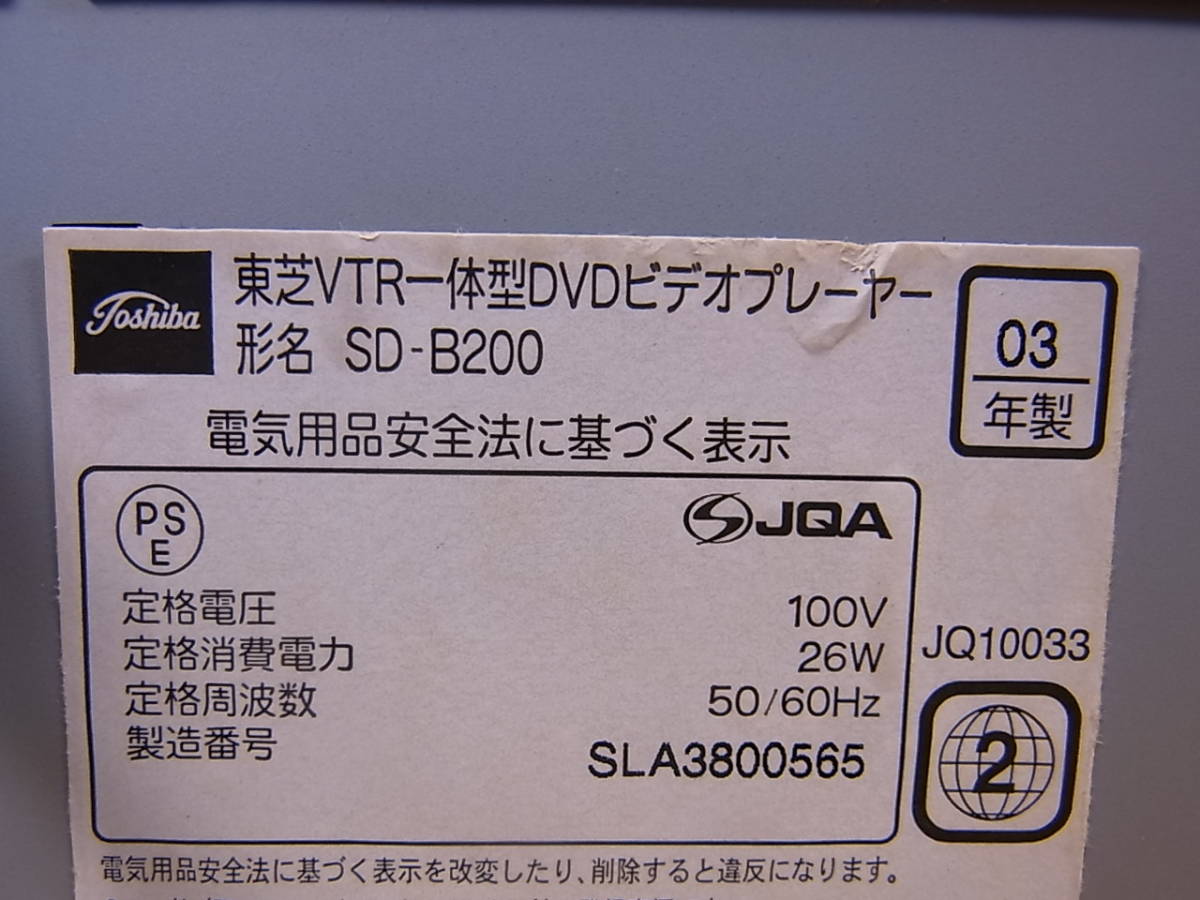 Toshiba
東芝VTR一体型DVDビデオプレーヤー
形名 SD-B200
03
年製
電気用品安全法に基づく表示
PS
E
JQA
定格電圧 100V
定格消費電力 26W
定格周波数 50/60Hz
製造番号 SLA3800565
JQ10033
2
電気用品安全法に基づく表示を改変したり、削除すると違反になります。